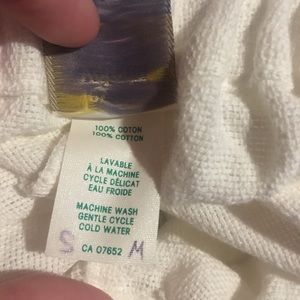 100% COTON
100% COTTON
LAVABLE
À LA MACHINE
CYCLE DÉLICAT
EAU FROIDE
MACHINE WASH
GENTLE CYCLE
COLD WATER
S CA 07652 M